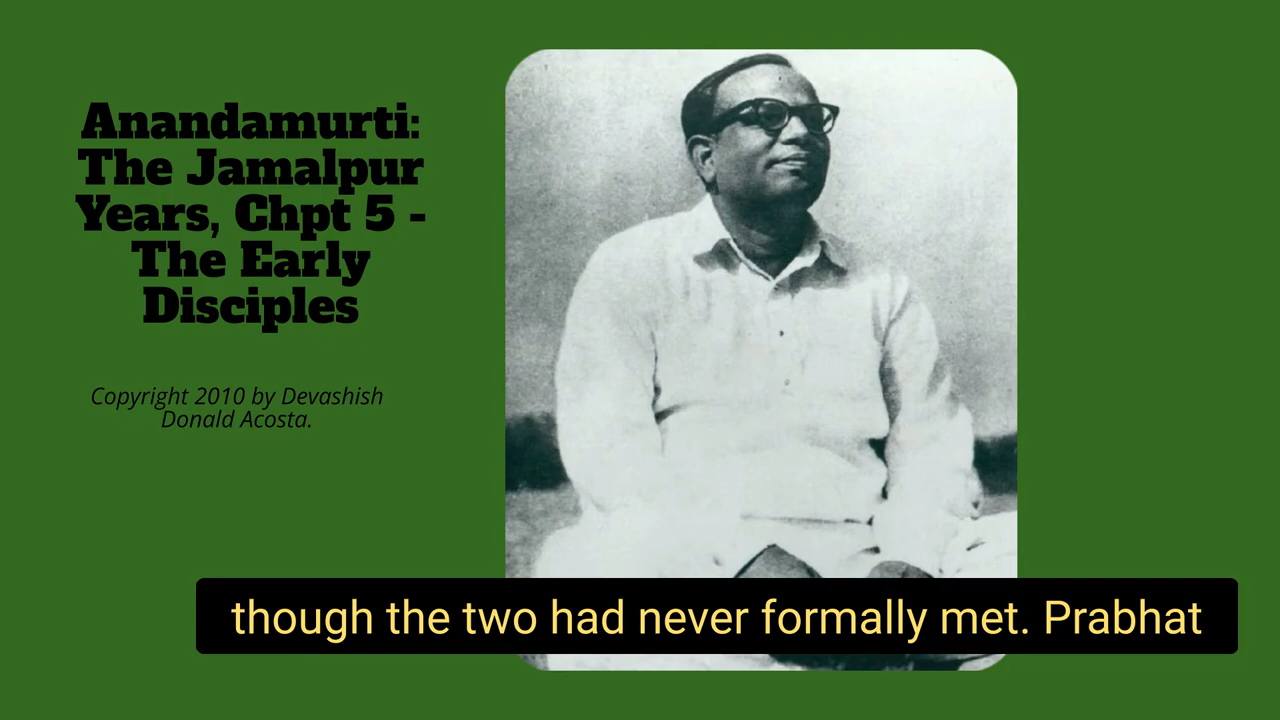 Anandamurti:
The Jamalpur
Years, Chpt 5 -
The Early
Disciples
Copyright 2010 by Devashish
Donald Acosta.
though the two had never formally met. Prabhat